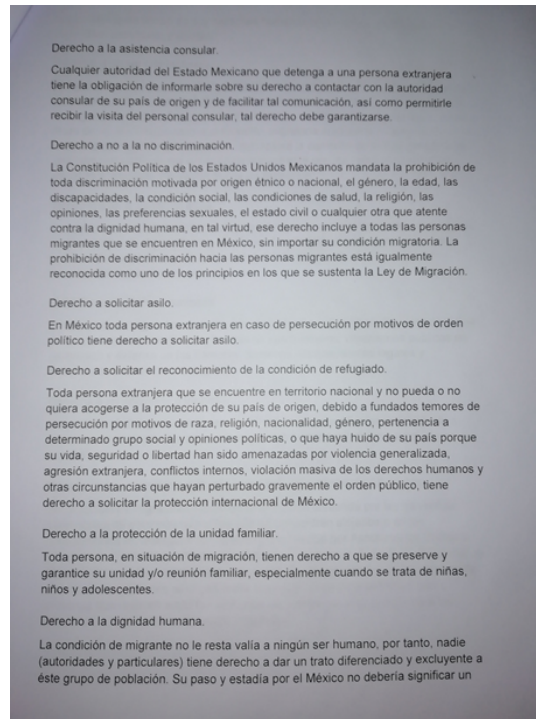 Derecho a la asistencia consular.
Cualquier autoridad del Estado Mexicano que detenga a una persona extranjera
tiene la obligación de informarle sobre su derecho a contactar con la autoridad
consular de su país de origen y de facilitar tal comunicación, así como permitirle
recibir la visita del personal consular, tal derecho debe garantizarse.
Derecho a no a la no discriminación.
La Constitución Política de los Estados Unidos Mexicanos mandata la prohibición de
toda discriminación motivada por origen étnico o nacional, el género, la edad, las
discapacidades, la condición social, las condiciones de salud, la religión, las
opiniones, las preferencias sexuales, el estado civil o cualquier otra que atente
contra la dignidad humana, en tal virtud, ese derecho incluye a todas las personas
migrantes que se encuentren en México, sin importar su condición migratoria. La
prohibición de discriminación hacia las personas migrantes está igualmente
reconocida como uno de los principios en los que se sustenta la Ley de Migración.
Derecho a solicitar asilo.
En México toda persona extranjera en caso de persecución por motivos de orden
político tiene derecho a solicitar asilo.
Derecho a solicitar el reconocimiento de la condición de refugiado.
Toda persona extranjera que se encuentre en territorio nacional y no pueda o no
quiera acogerse a la protección de su país de origen, debido a fundados temores de
persecución por motivos de raza, religión, nacionalidad, género, pertenencia a
determinado grupo social y opiniones políticas, o que haya huido de su país porque
su vida, seguridad o libertad han sido amenazadas por violencia generalizada,
agresión extranjera, conflictos internos, violación masiva de los derechos humanos y
otras circunstancias que hayan perturbado gravemente el orden público, tiene
derecho a solicitar la protección internacional de México.
Derecho a la protección de la unidad familiar.
Toda persona, en situación de migración, tienen derecho a que se preserve y
garantice su unidad y/o reunión familiar, especialmente cuando se trata de niñas,
niños y adolescentes.
Derecho a la dignidad humana.
La condición de migrante no le resta valía a ningún ser humano, por tanto, nadie
(autoridades y particulares) tiene derecho a dar un trato diferenciado y excluyente a
éste grupo de población. Su paso y estadía por el México no debería significar un